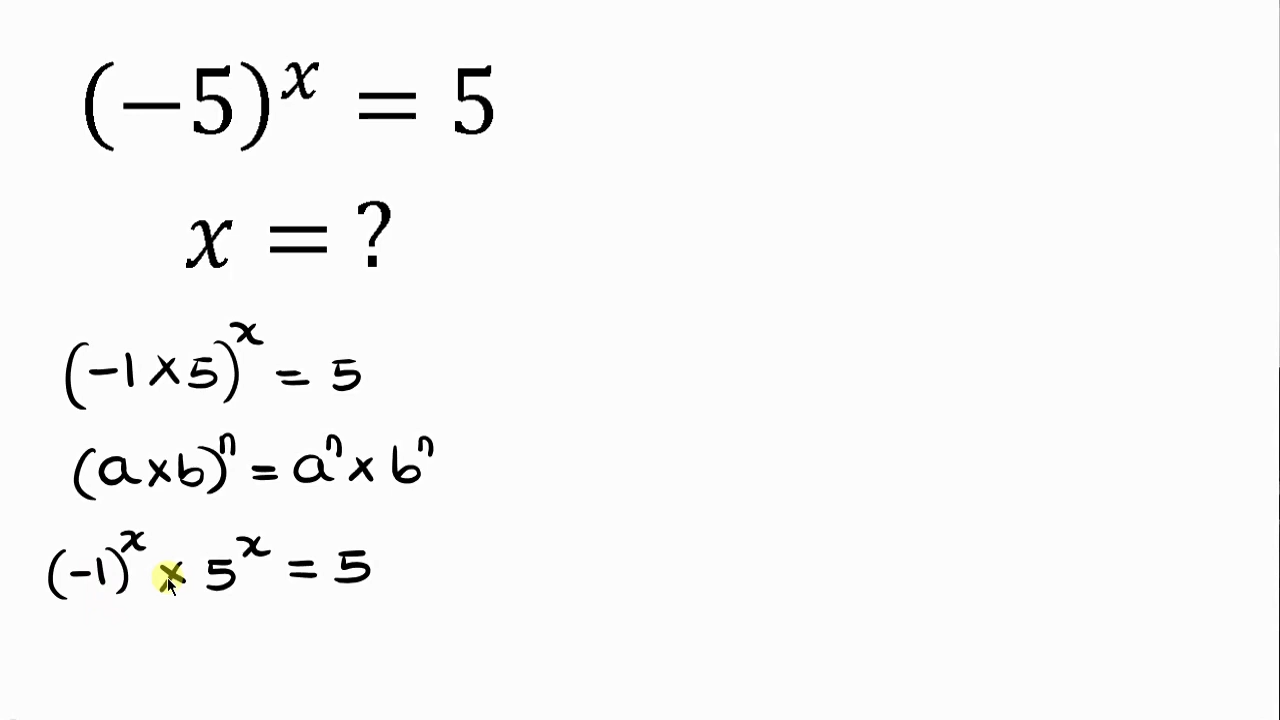 (−5)^x = 5
x = ?
(-1 × 5)^x = 5
(a × b)^n = a^n × b^n
(-1)^x × 5^x = 5